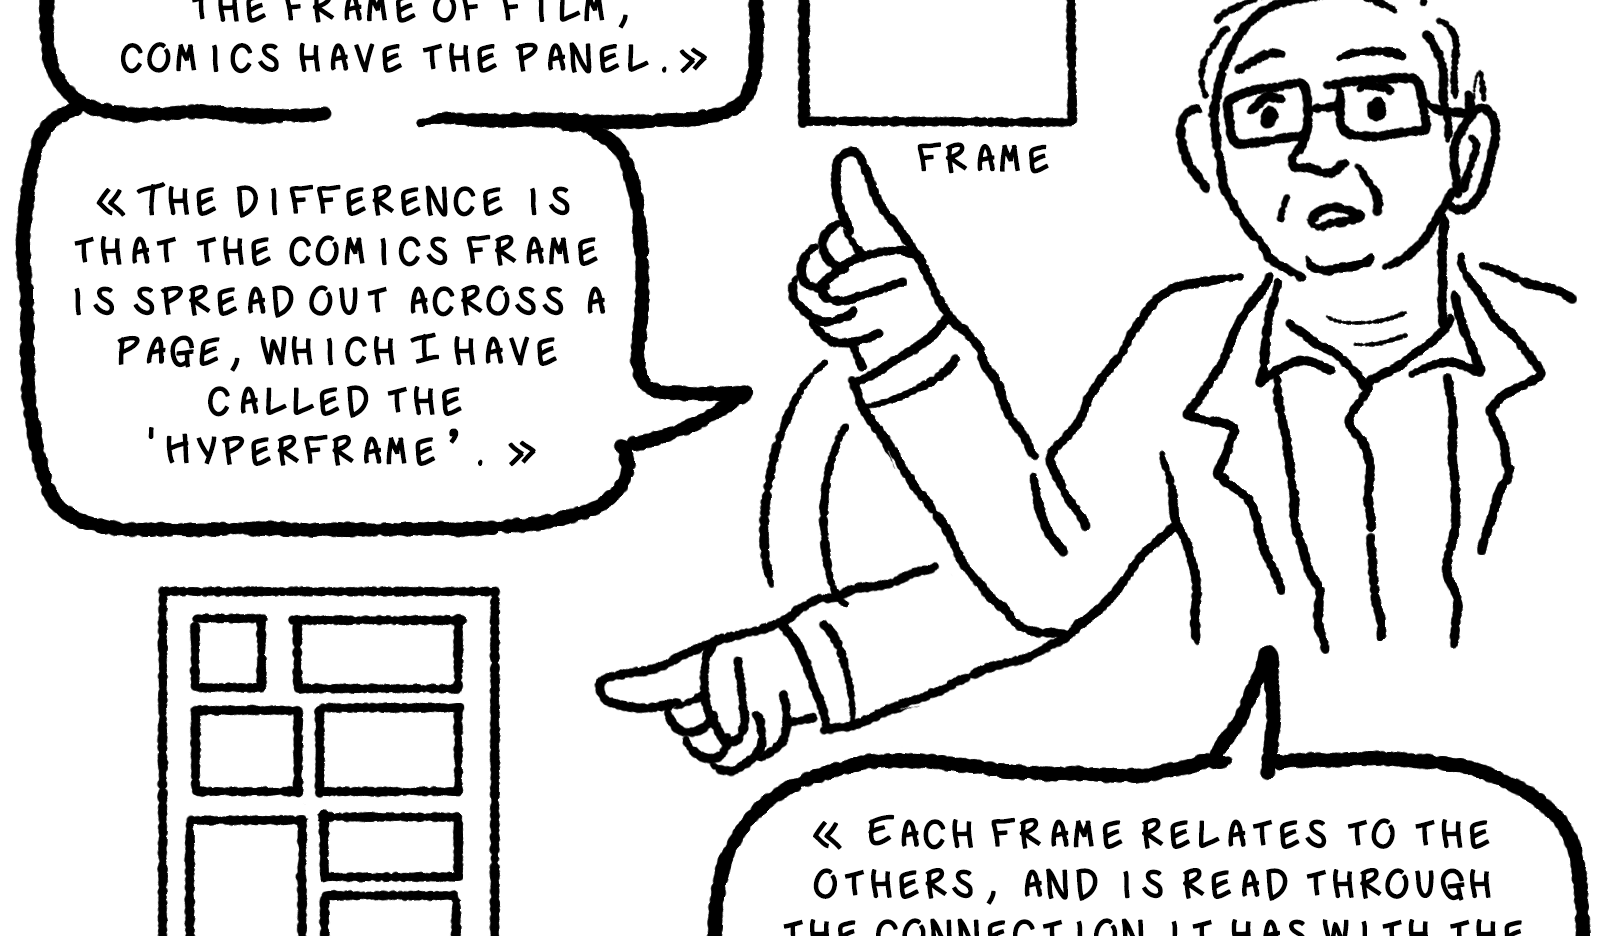 THE FRAME OF FILM,
COMICS HAVE THE PANEL.»
FRAME
« THE DIFFERENCE IS
THAT THE COMICS FRAME
IS SPREAD OUT ACROSS A
PAGE, WHICH I HAVE
CALLED THE
'HYPERFRAME'. »
« EACH FRAME RELATES TO THE
OTHERS, AND IS READ THROUGH
THE CONNECTION IT HAS WITH THE